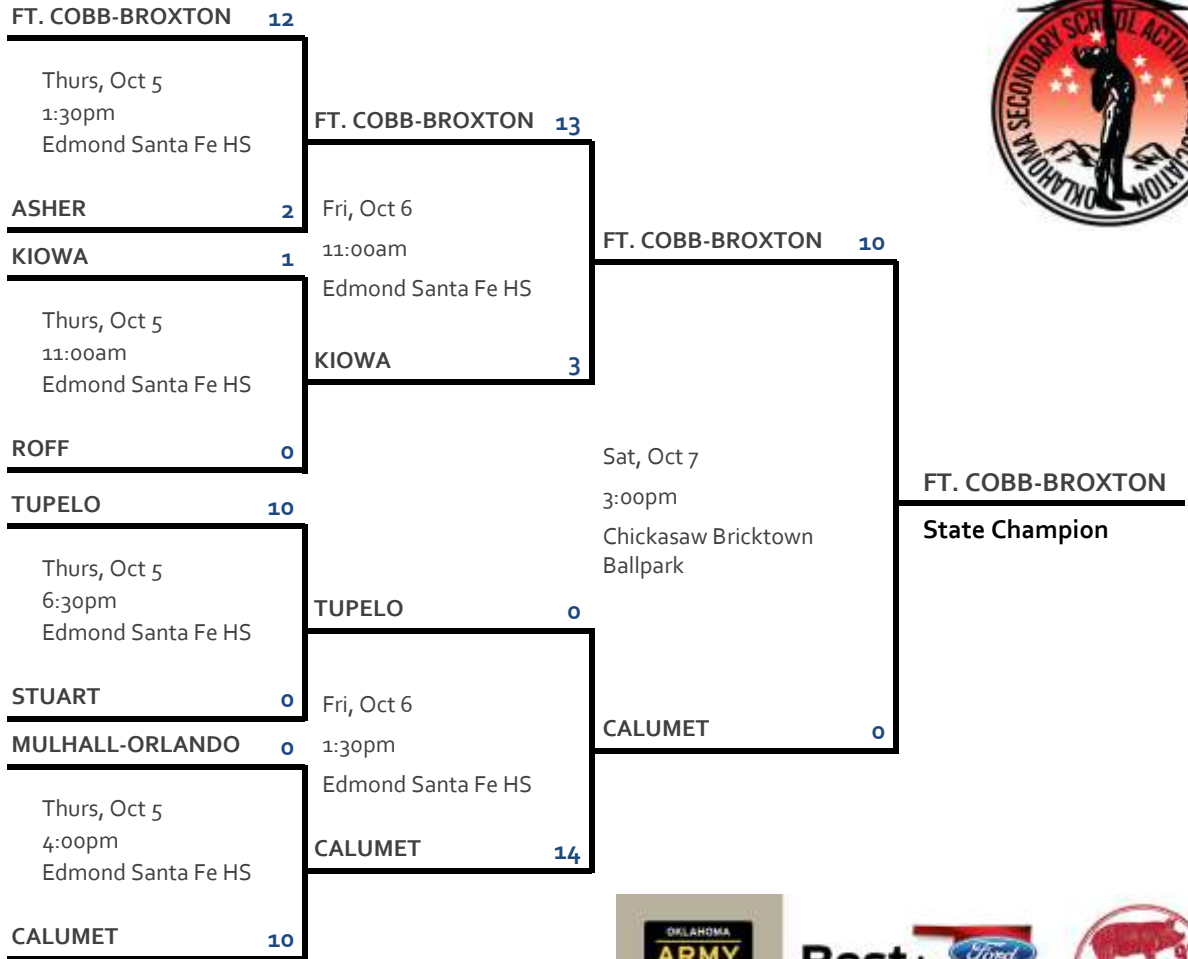 FT. COBB-BROXTON 12
Thurs, Oct 5
1:30pm
Edmond Santa Fe HS
ASHER 2
KIOWA 1
Thurs, Oct 5
11:00am
Edmond Santa Fe HS
ROFF 0
TUPELO 10
Thurs, Oct 5
6:30pm
Edmond Santa Fe HS
STUART 0
MULHALL-ORLANDO 0
Thurs, Oct 5
4:00pm
Edmond Santa Fe HS
CALUMET 10
FT. COBB-BROXTON 13
Fri, Oct 6
11:00am
Edmond Santa Fe HS
KIOWA 3
TUPELO 0
Fri, Oct 6
1:30pm
Edmond Santa Fe HS
CALUMET 14
FT. COBB-BROXTON 10
Sat, Oct 7
3:00pm
Chickasaw Bricktown
Ballpark
CALUMET 0
FT. COBB-BROXTON
State Champion
OKLAHOMA SECONDARY SCHOOL
OKLAHOMA
ARMY
Ford